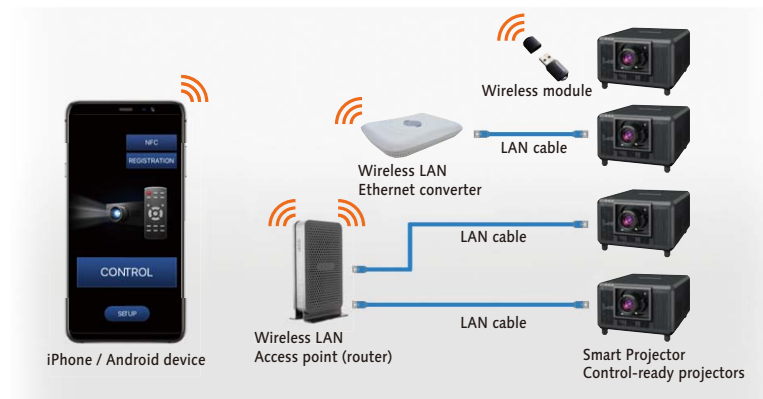 Wireless module
NFC
REGISTRATION
LAN cable
Wireless LAN
Ethernet converter
LAN cable
CONTROL
SETUP
LAN cable
Wireless LAN
Access point (router)
iPhone / Android device
Smart Projector
Control-ready projectors